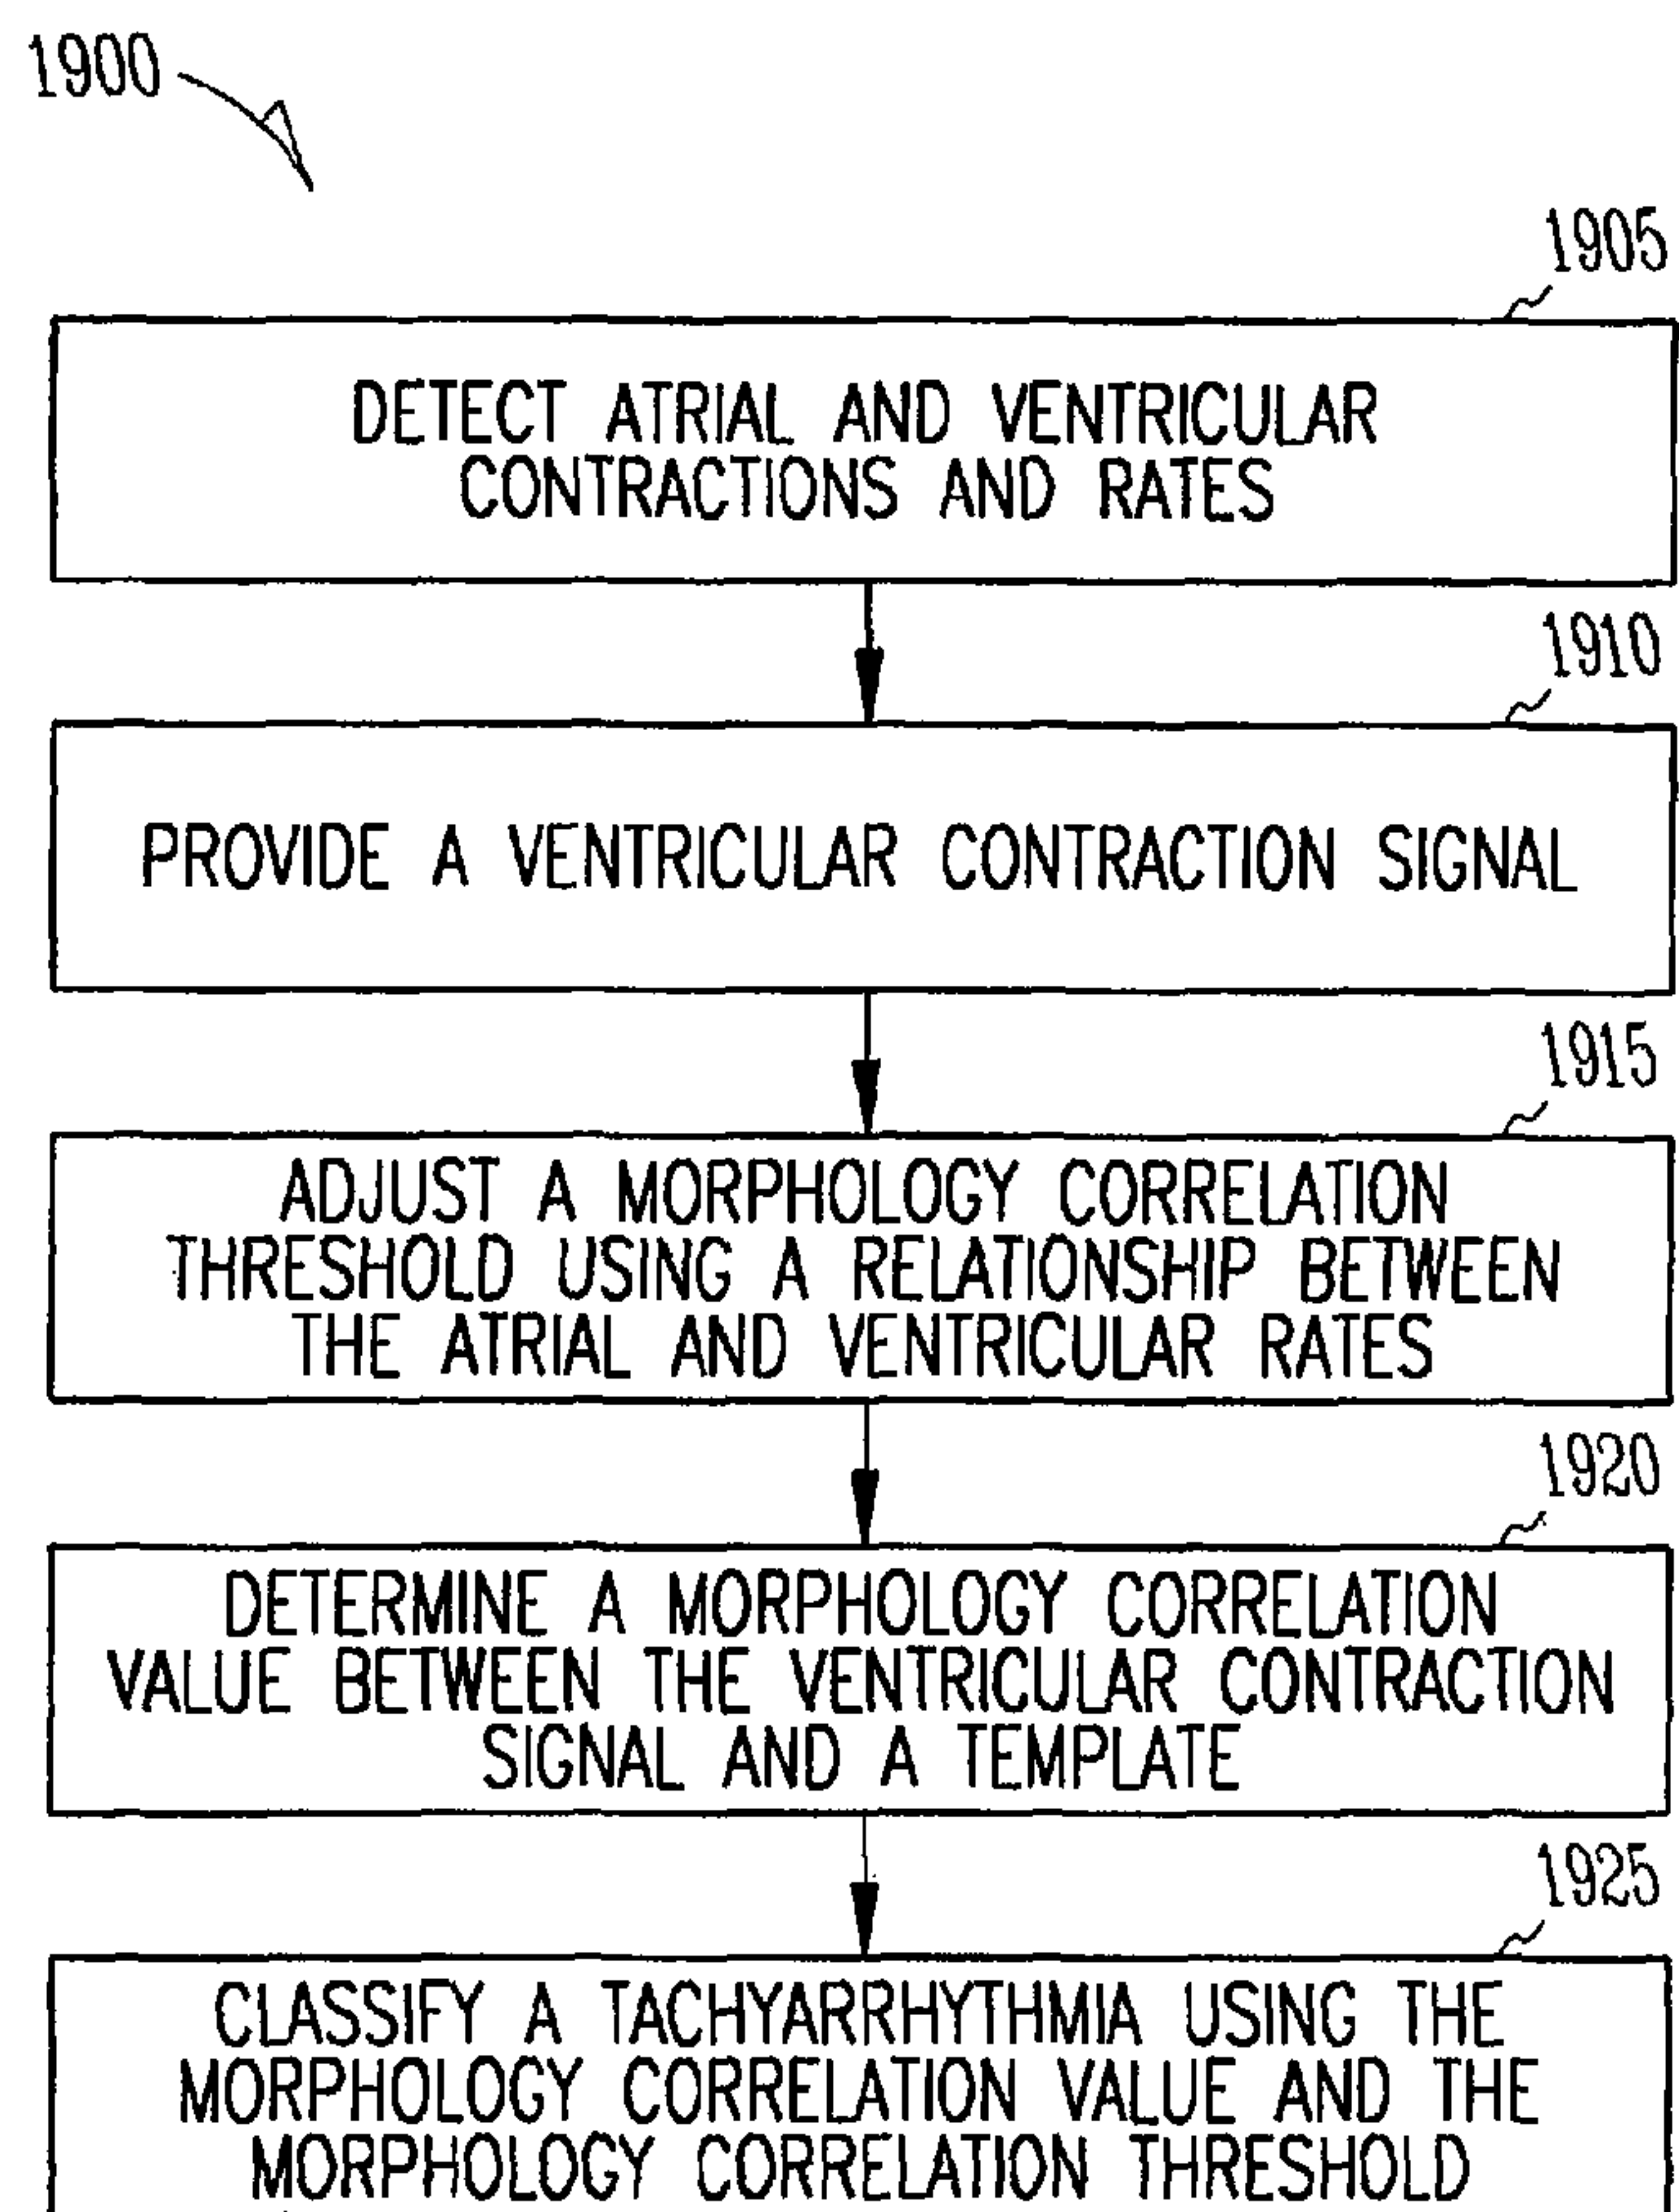 1900
1905
DETECT ATRIAL AND VENTRICULAR
CONTRACTIONS AND RATES
1910
PROVIDE A VENTRICULAR CONTRACTION SIGNAL
1915
ADJUST A MORPHOLOGY CORRELATION
THRESHOLD USING A RELATIONSHIP BETWEEN
THE ATRIAL AND VENTRICULAR RATES
1920
DETERMINE A MORPHOLOGY CORRELATION
VALUE BETWEEN THE VENTRICULAR CONTRACTION
SIGNAL AND A TEMPLATE
1925
CLASSIFY A TACHYARRHYTHMIA USING THE
MORPHOLOGY CORRELATION VALUE AND THE
MORPHOLOGY CORRELATION THRESHOLD